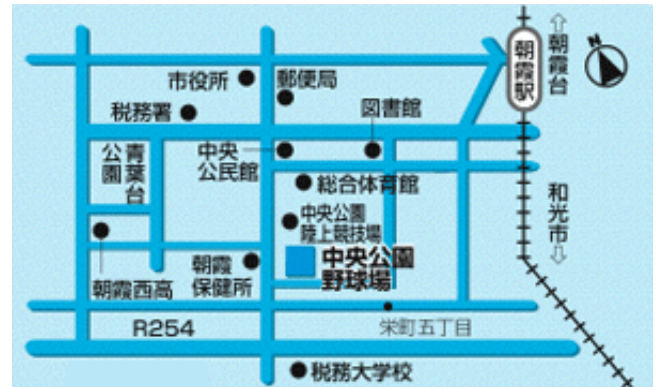 N
朝霞台
朝霞駅
市役所
郵便局
税務署
図書館
青葉台
公園
中央
公民館
総合体育館
和光市
中央公園
陸上競技場
中央公園
野球場
朝霞
保健所
朝霞西高
R254
栄町五丁目
税務大学校